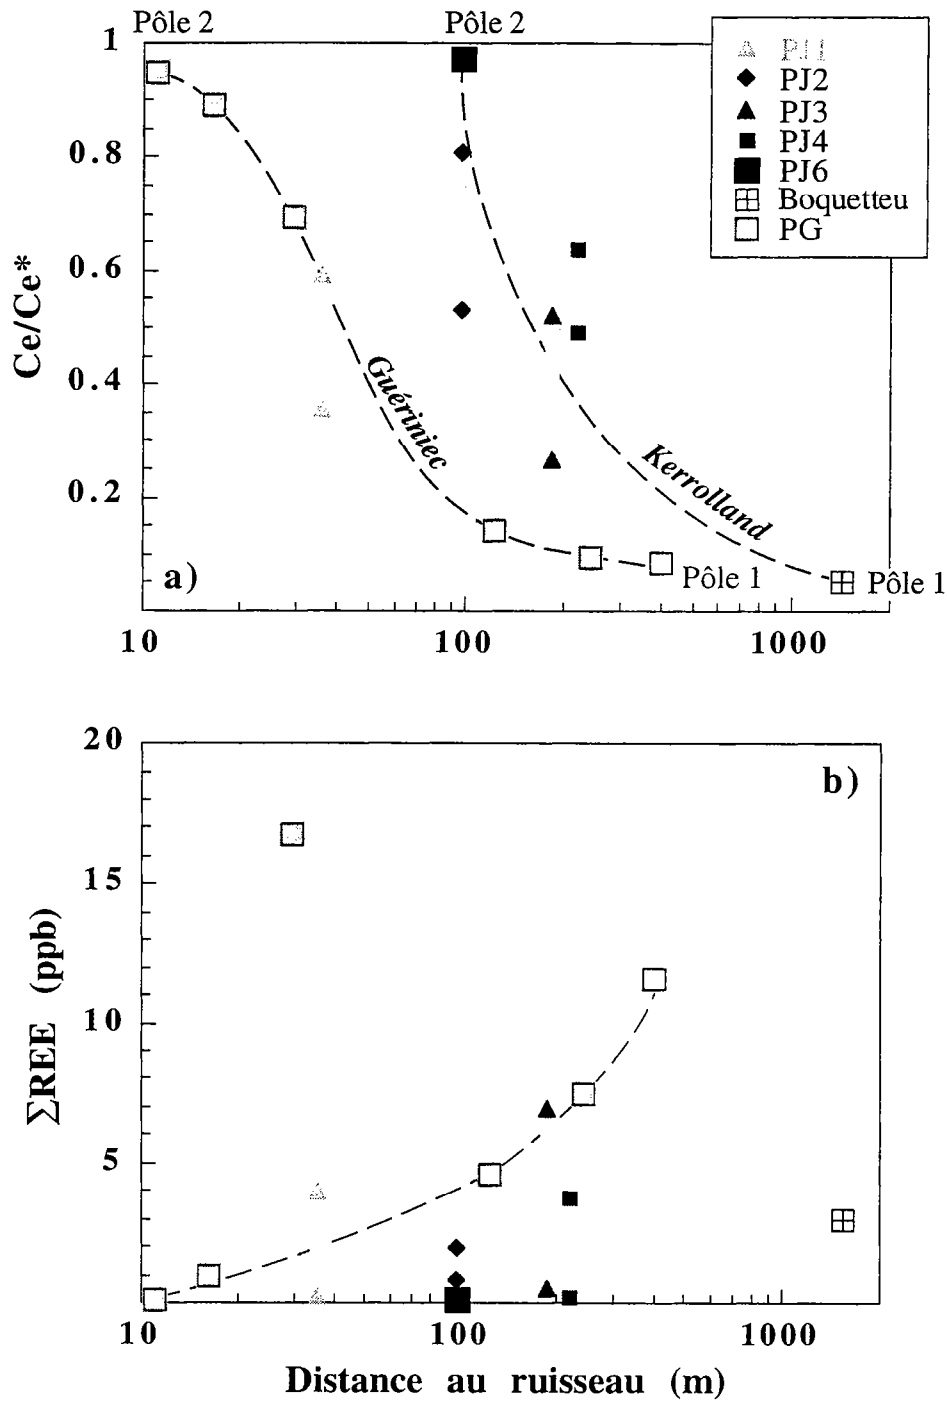 Pôle 2
Pôle 2
1
0.8
0.6
0.4
0.2
Ce/Ce*
PJ1
PJ2
PJ3
PJ4
PJ6
Boquetteu
PG
Guériniec
Kerrolland
a)
Pôle 1
Pôle 1
10
100
1000
20
15
10
5
ΣREE (ppb)
b)
10
100
1000
Distance au ruisseau (m)